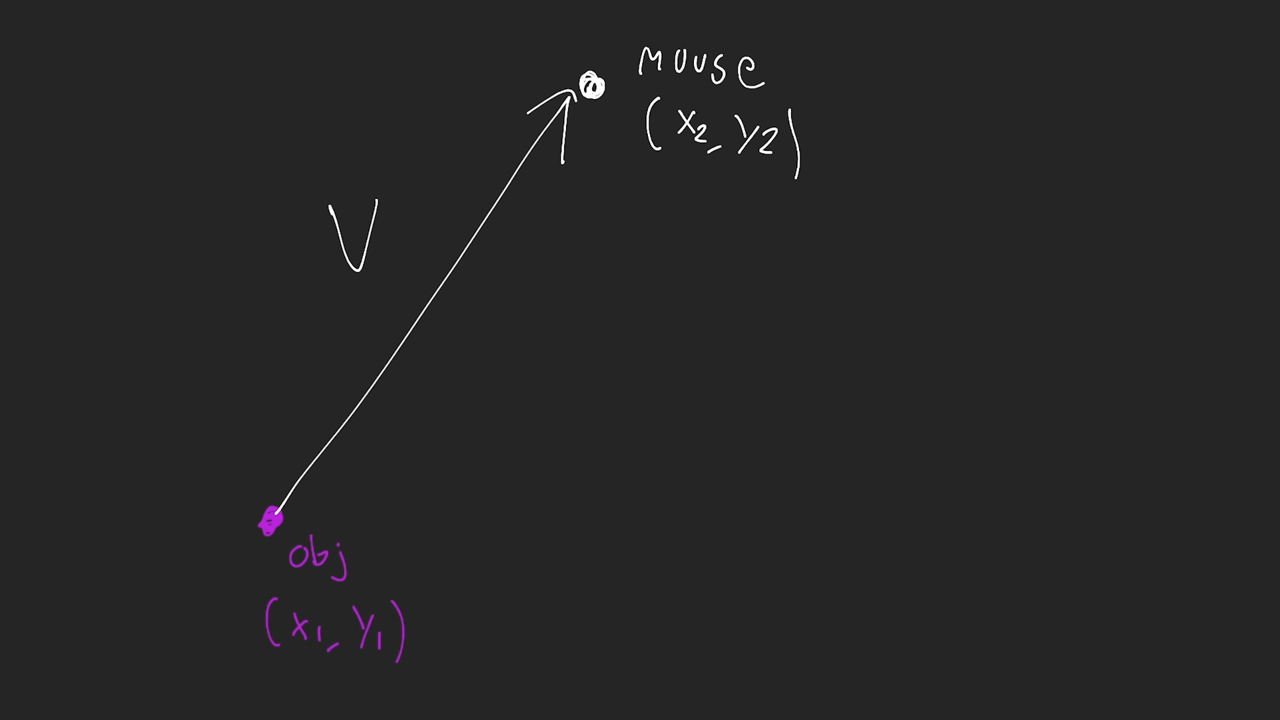 mouse
(x₂, y₂)
V
obj
(x₁, y₁)